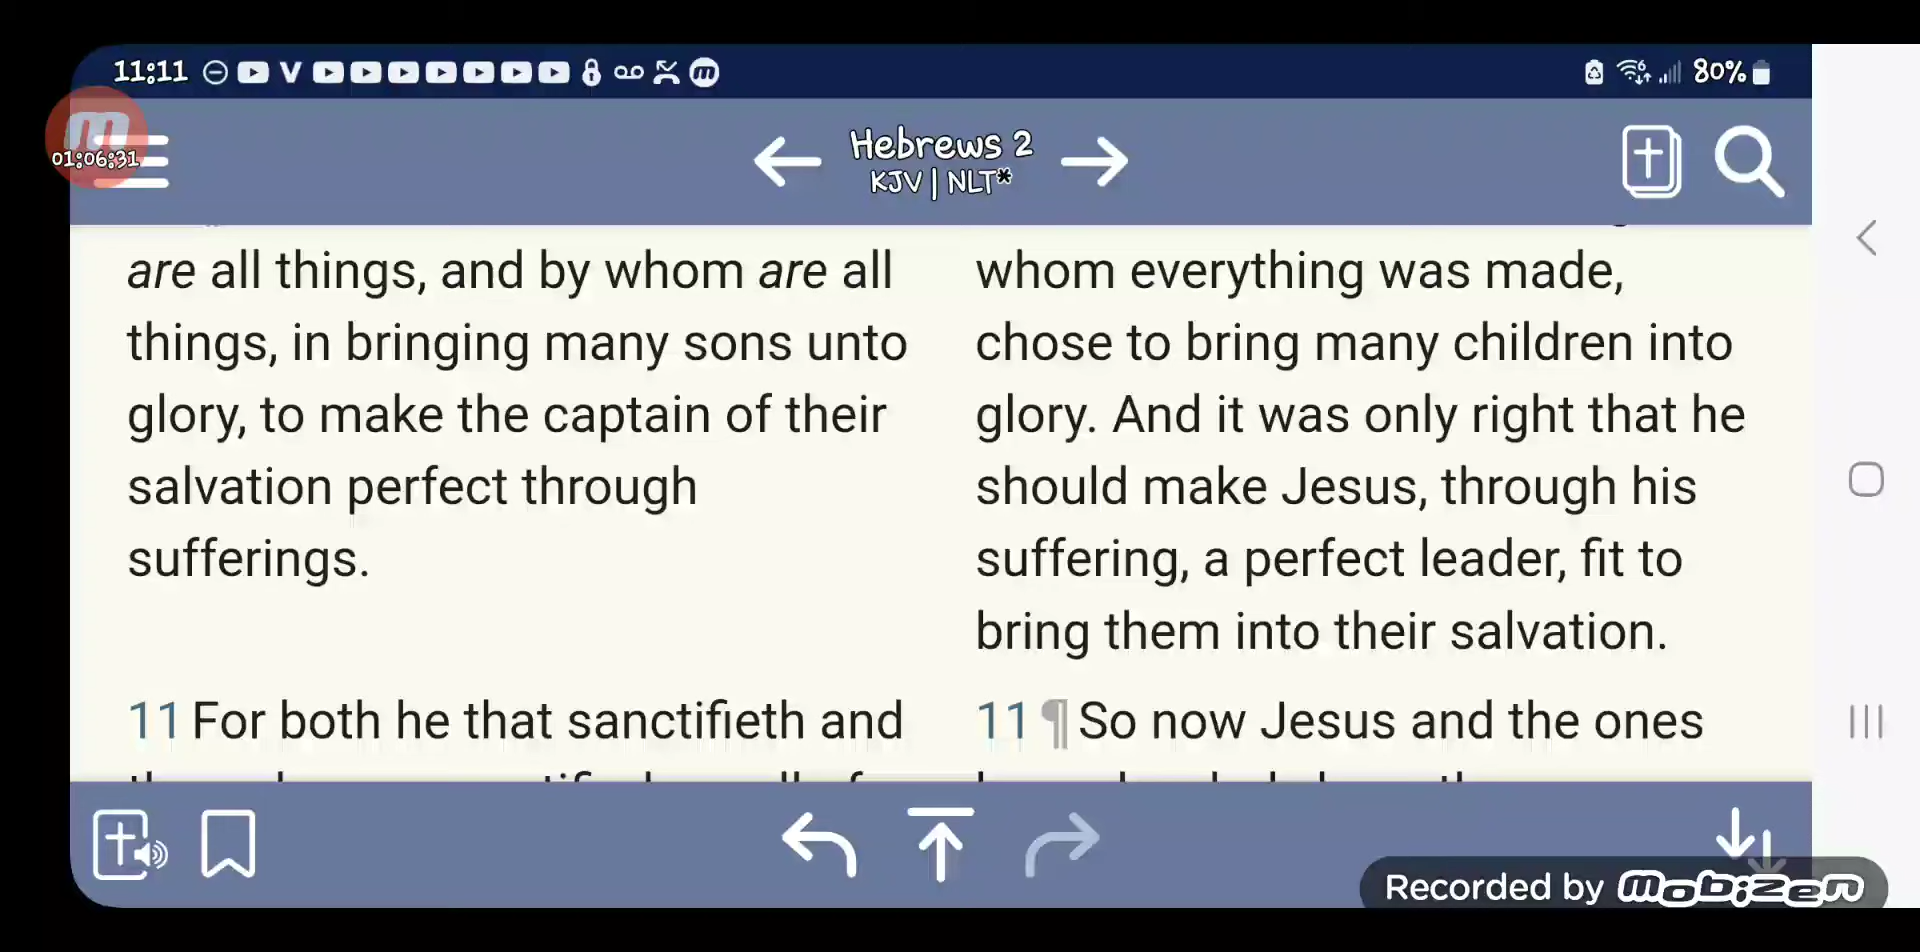 11:11
80%
01:06:31
Hebrews 2
KJV | NLT*
are all things, and by whom are all
things, in bringing many sons unto
glory, to make the captain of their
salvation perfect through
sufferings.
11 For both he that sanctifieth and
whom everything was made,
chose to bring many children into
glory. And it was only right that he
should make Jesus, through his
suffering, a perfect leader, fit to
bring them into their salvation.
11 ¶ So now Jesus and the ones
Recorded by Mobizen